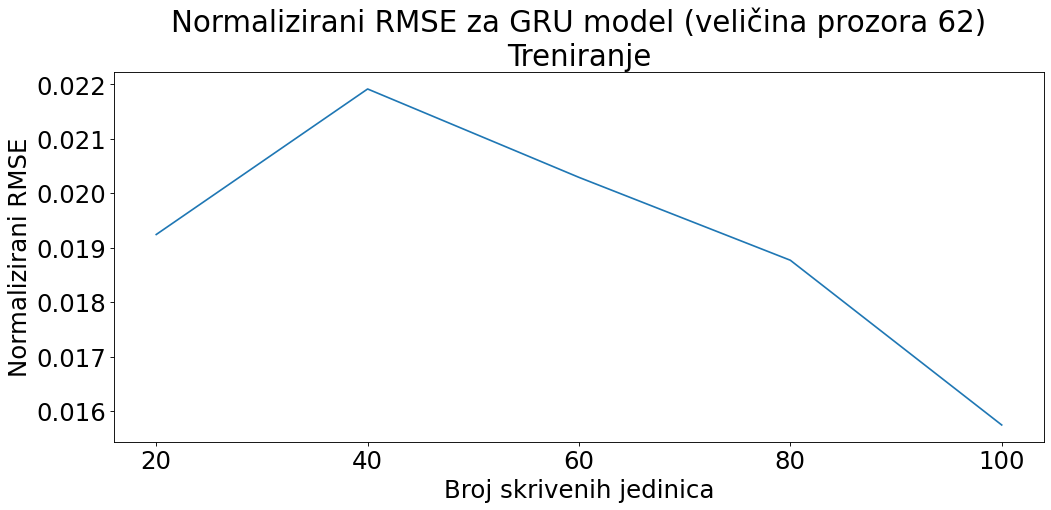 Normalizirani RMSE za GRU model (veličina prozora 62)
Treniranje
Normalizirani RMSE
0.022
0.021
0.020
0.019
0.018
0.017
0.016
20 40 60 80 100
Broj skrivenih jedinica